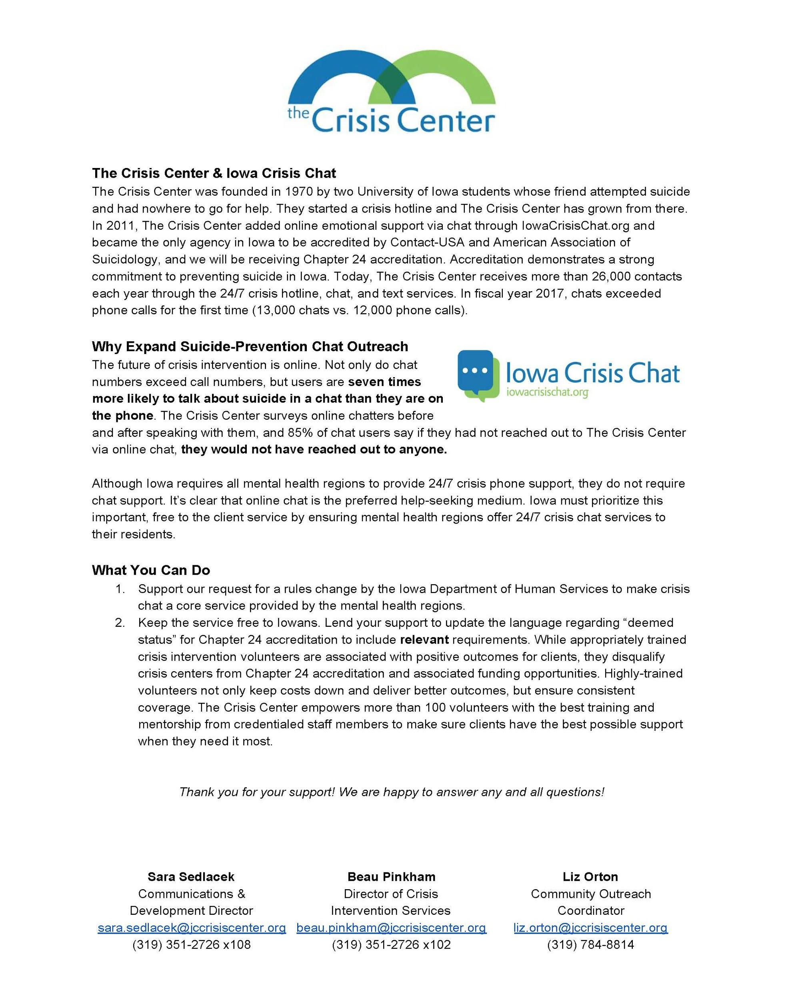 the Crisis Center
The Crisis Center & Iowa Crisis Chat
The Crisis Center was founded in 1970 by two University of Iowa students whose friend attempted suicide
and had nowhere to go for help. They started a crisis hotline and The Crisis Center has grown from there.
In 2011, The Crisis Center added online emotional support via chat through IowaCrisisChat.org and
became the only agency in Iowa to be accredited by Contact-USA and American Association of
Suicidology, and we will be receiving Chapter 24 accreditation. Accreditation demonstrates a strong
commitment to preventing suicide in Iowa. Today, The Crisis Center receives more than 26,000 contacts
each year through the 24/7 crisis hotline, chat, and text services. In fiscal year 2017, chats exceeded
phone calls for the first time (13,000 chats vs. 12,000 phone calls).
Why Expand Suicide-Prevention Chat Outreach
The future of crisis intervention is online. Not only do chat
numbers exceed call numbers, but users are seven times
more likely to talk about suicide in a chat than they are on
the phone. The Crisis Center surveys online chatters before
Iowa Crisis Chat
iowacrisischat.org
and after speaking with them, and 85% of chat users say if they had not reached out to The Crisis Center
via online chat, they would not have reached out to anyone.
Although Iowa requires all mental health regions to provide 24/7 crisis phone support, they do not require
chat support. It's clear that online chat is the preferred help-seeking medium. Iowa must prioritize this
important, free to the client service by ensuring mental health regions offer 24/7 crisis chat services to
their residents.
What You Can Do
1. Support our request for a rules change by the Iowa Department of Human Services to make crisis
chat a core service provided by the mental health regions.
2. Keep the service free to Iowans. Lend your support to update the language regarding “deemed
status” for Chapter 24 accreditation to include relevant requirements. While appropriately trained
crisis intervention volunteers are associated with positive outcomes for clients, they disqualify
crisis centers from Chapter 24 accreditation and associated funding opportunities. Highly-trained
volunteers not only keep costs down and deliver better outcomes, but ensure consistent
coverage. The Crisis Center empowers more than 100 volunteers with the best training and
mentorship from credentialed staff members to make sure clients have the best possible support
when they need it most.
Thank you for your support! We are happy to answer any and all questions!
Sara Sedlacek
Communications &
Development Director
sara.sedlacek@jccrisiscenter.org
(319) 351-2726 x108
Beau Pinkham
Director of Crisis
Intervention Services
beau.pinkham@jccrisiscenter.org
(319) 351-2726 x102
Liz Orton
Community Outreach
Coordinator
liz.orton@jccrisiscenter.org
(319) 784-8814